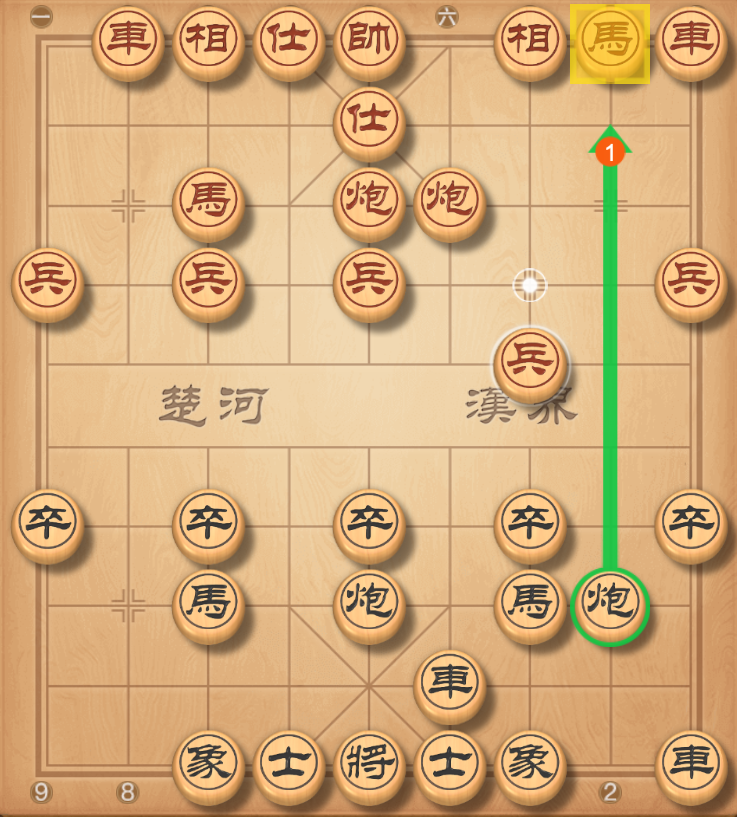 一 六
車 相 仕 帥 相 馬 車
仕
1
馬 炮 炮
兵 兵 兵 兵
兵
楚河 漢界
卒 卒 卒 卒 卒
馬 炮 馬 炮
車
象 士 將 士 象 車
9 8 2